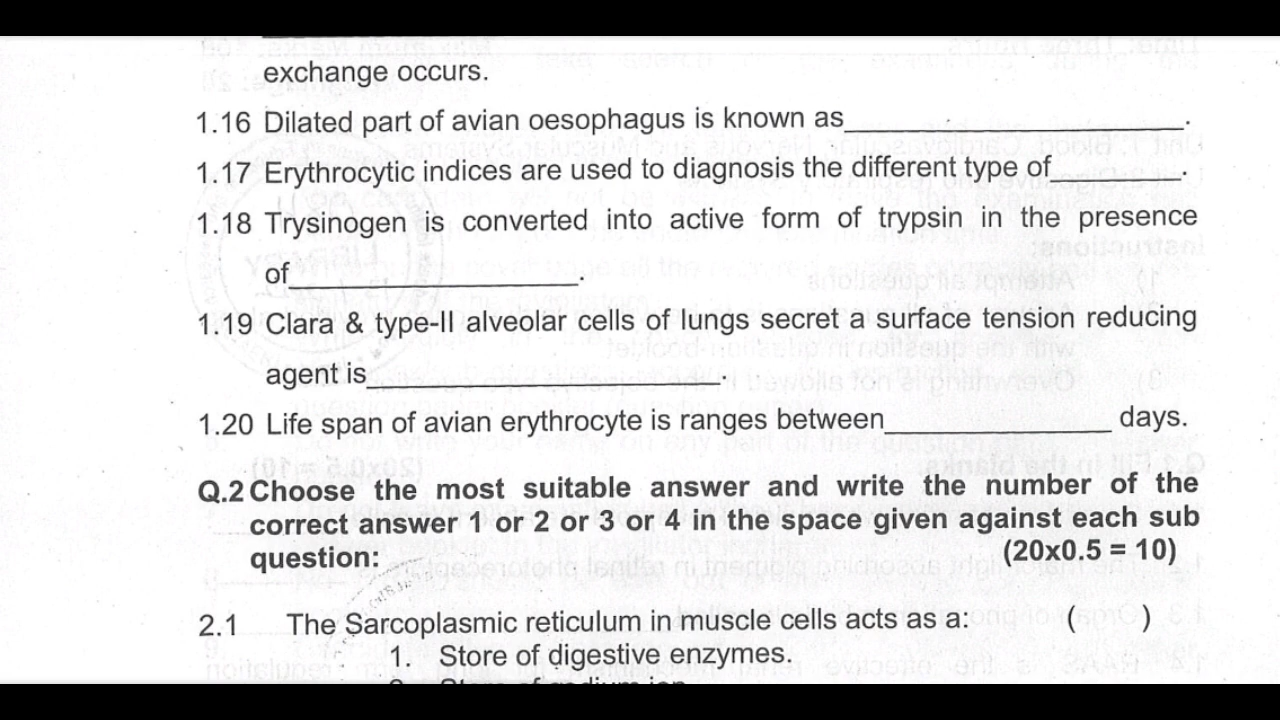 exchange occurs.
1.16 Dilated part of avian oesophagus is known as____________________.
1.17 Erythrocytic indices are used to diagnosis the different type of________.
1.18 Trysinogen is converted into active form of trypsin in the presence
of____________________.
1.19 Clara & type-II alveolar cells of lungs secret a surface tension reducing
agent is________________________.
1.20 Life span of avian erythrocyte is ranges between________________ days.
Q.2 Choose the most suitable answer and write the number of the
correct answer 1 or 2 or 3 or 4 in the space given against each sub
question: (20x0.5 = 10)
2.1 The Sarcoplasmic reticulum in muscle cells acts as a: ( )
1. Store of digestive enzymes.